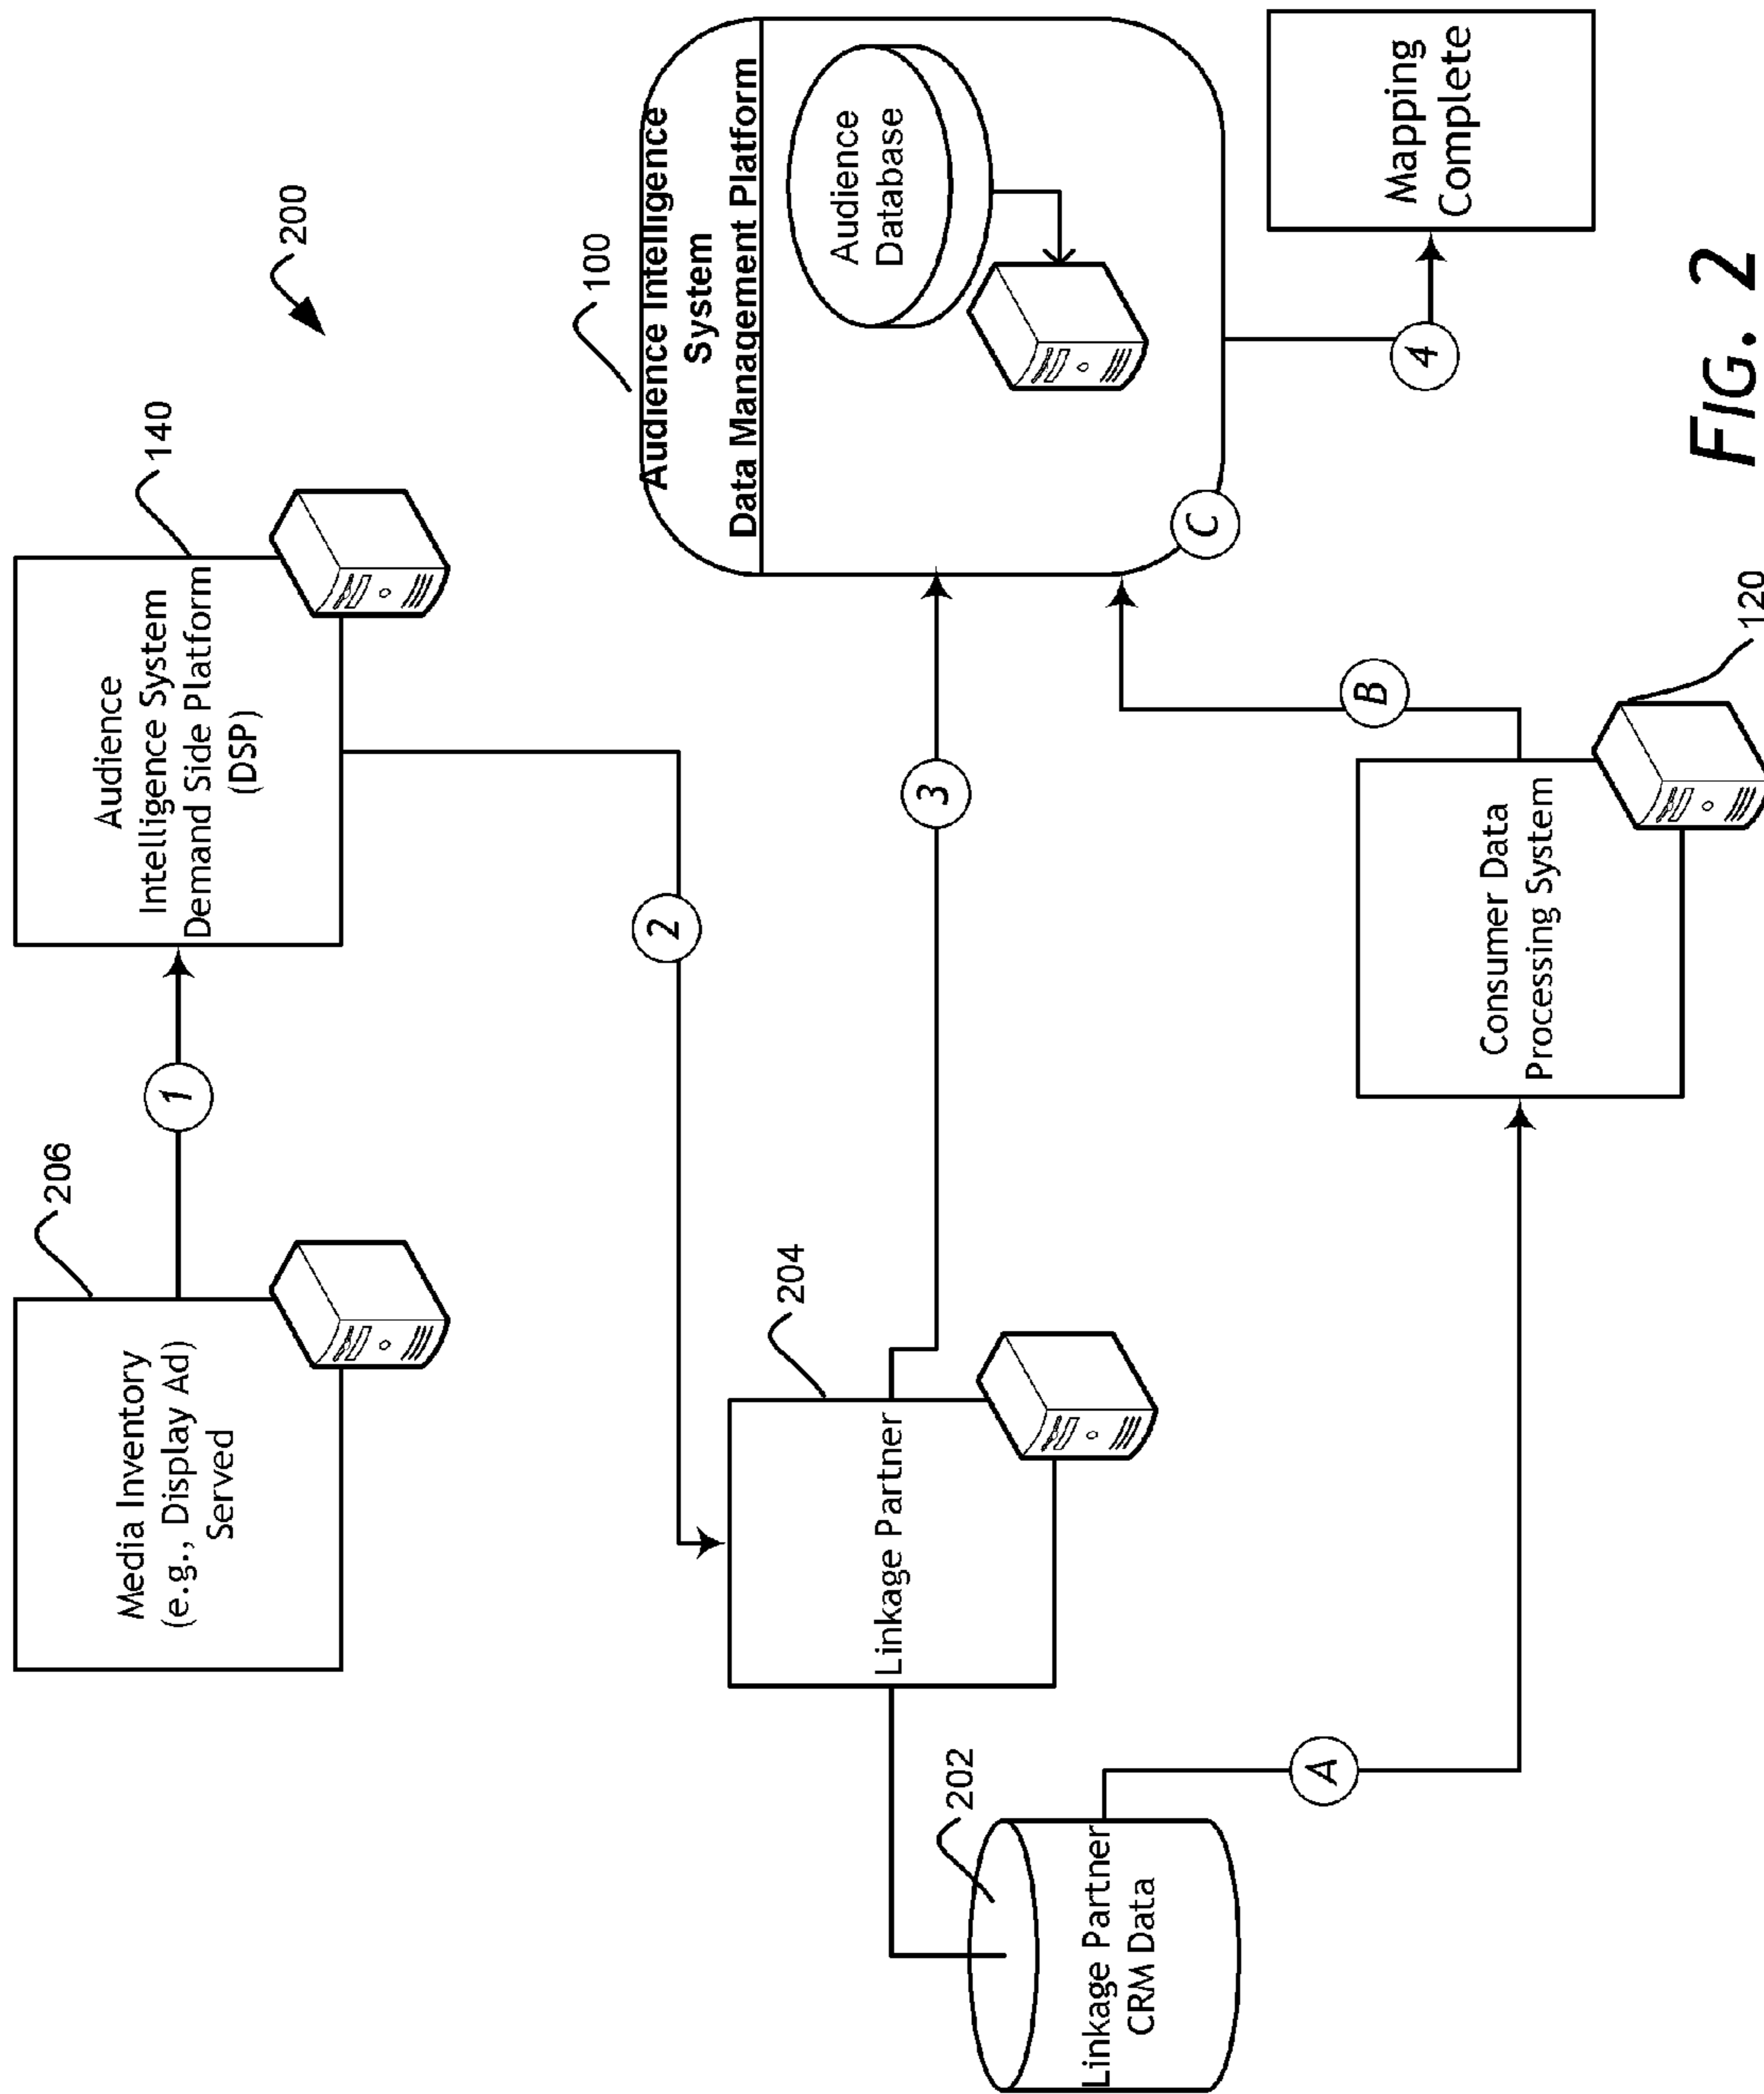 200
206
Media Inventory
(e.g., Display Ad)
Served
1
140
Audience
Intelligence System
Demand Side Platform
(DSP)
2
204
Linkage Partner
3
100
Audience Intelligence
System
Data Management Platform
Audience
Database
202
Linkage Partner
CRM Data
A
120
Consumer Data
Processing System
B
C
4
Mapping
Complete
FIG. 2